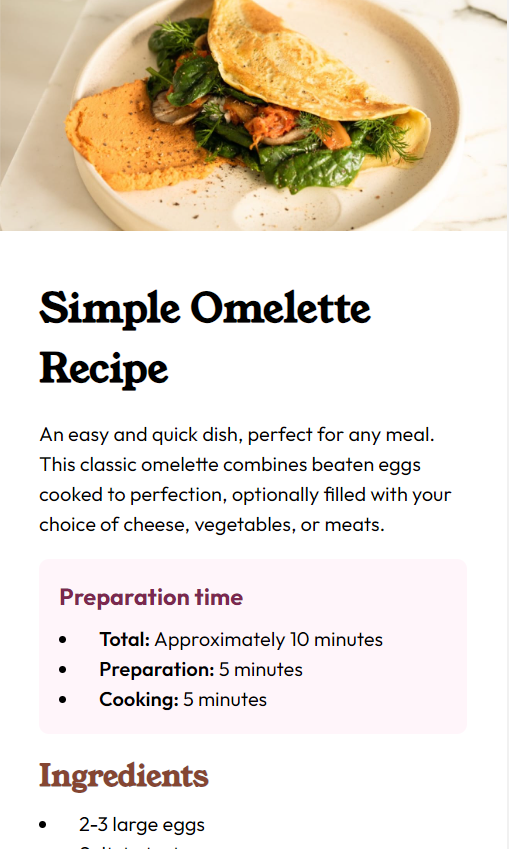 Simple Omelette
Recipe
An easy and quick dish, perfect for any meal.
This classic omelette combines beaten eggs
cooked to perfection, optionally filled with your
choice of cheese, vegetables, or meats.
Preparation time
Total: Approximately 10 minutes
Preparation: 5 minutes
Cooking: 5 minutes
Ingredients
2-3 large eggs